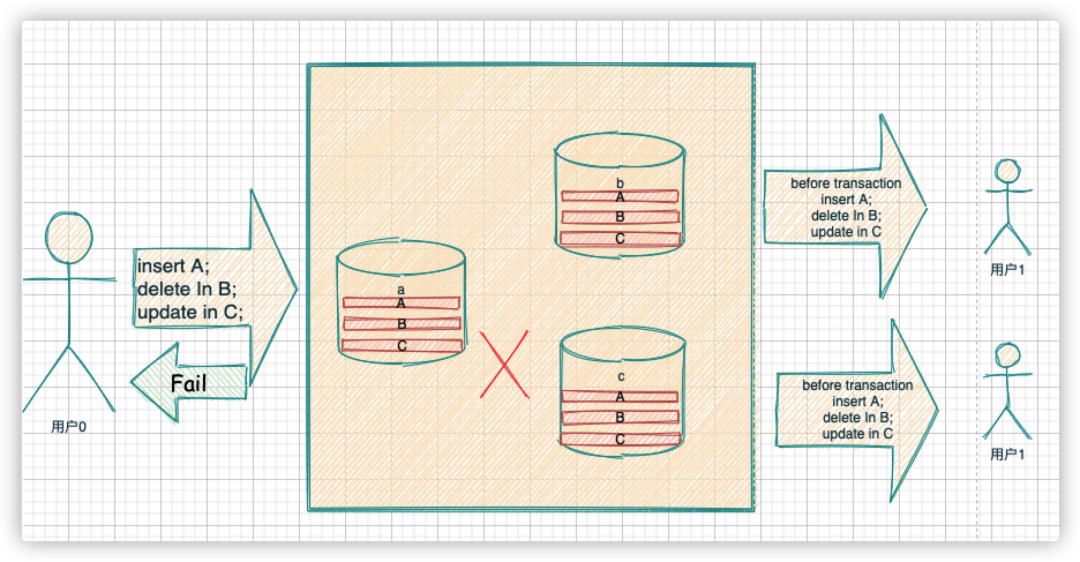 insert A;
delete In B;
update in C;
Fail
用户0
a
A
B
C
b
A
B
C
c
A
B
C
before transaction
insert A;
delete In B;
update in C
用户1
before transaction
insert A;
delete In B;
update in C
用户1